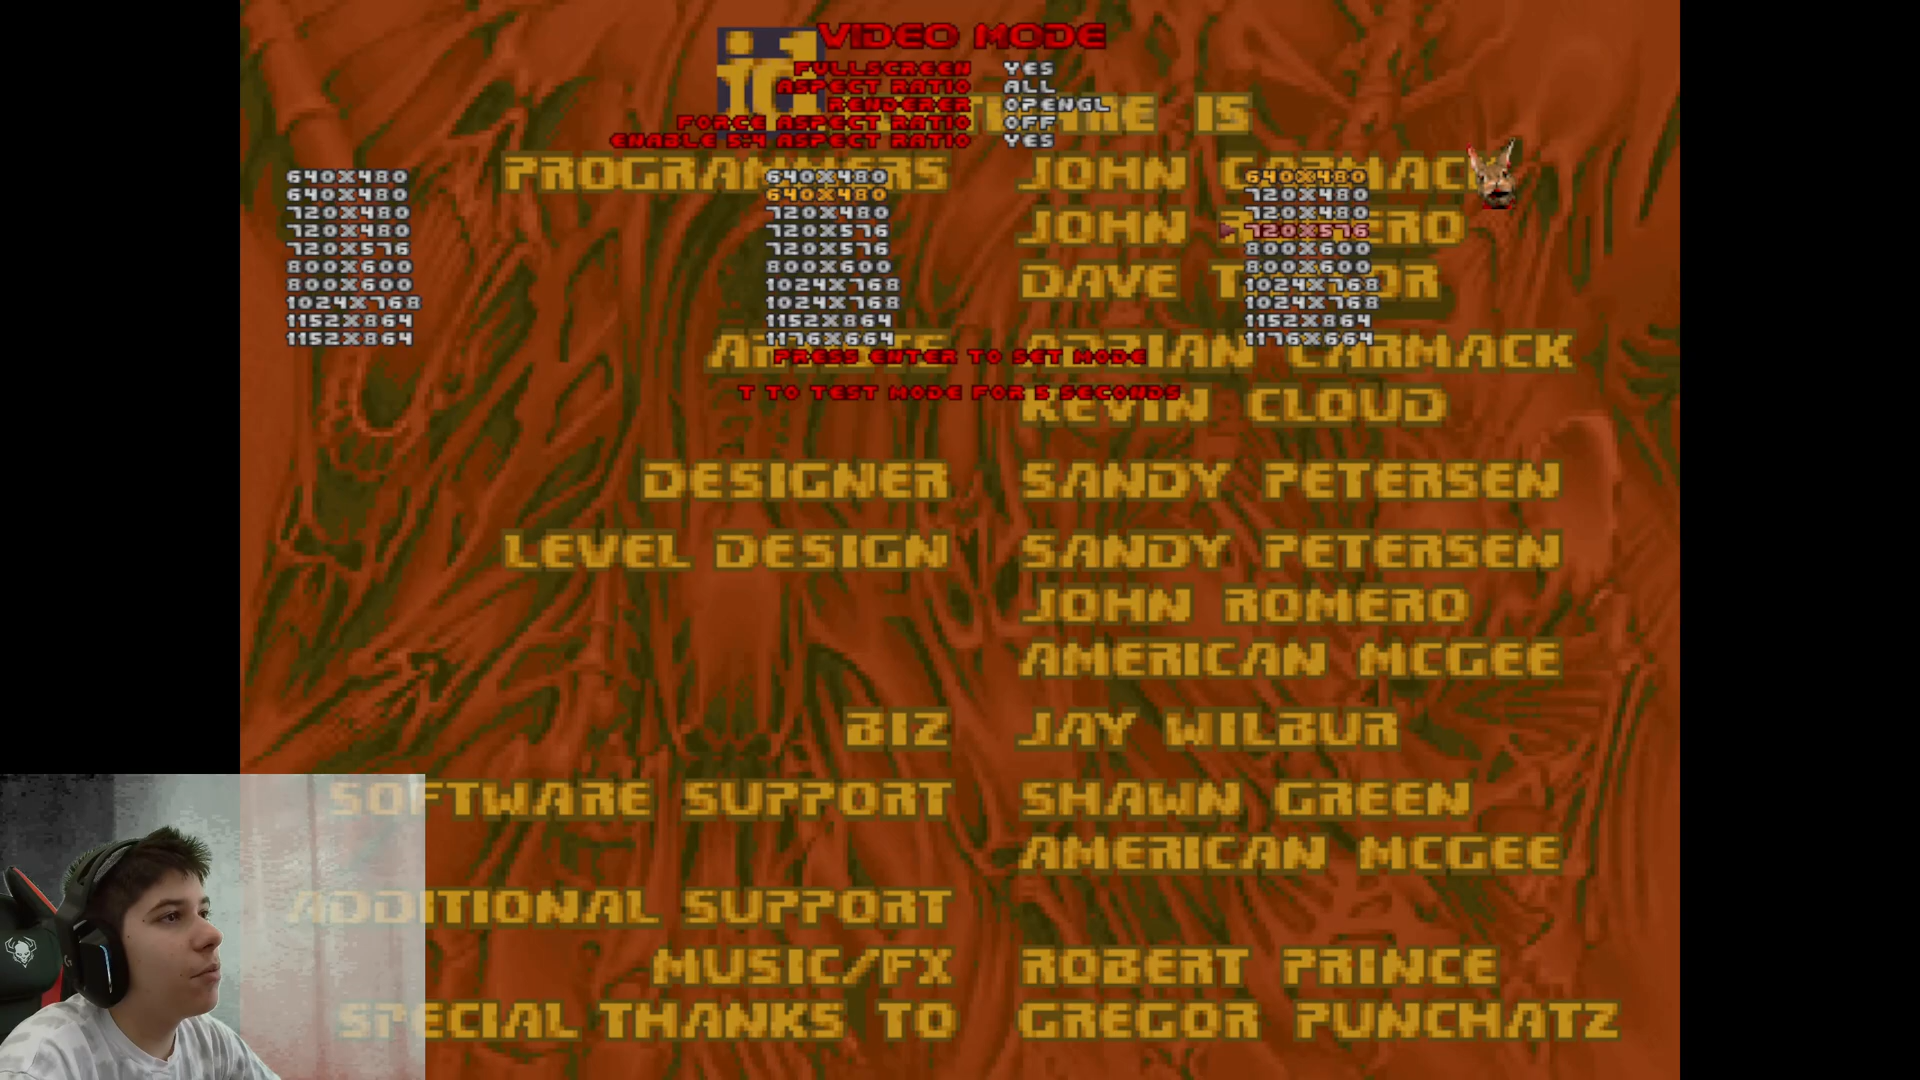 VIDEO MODE
FULLSCREEN YES
ASPECT RATIO ALL
RENDERER OPENGL
IS
FORCE ASPECT RATIO OFF
ENABLE 5:4 ASPECT RATIO YES
PROGRAMMERS JOHN CARMACK
640X480 640X480 640X480
640X480 640X480 720X480
720X480 720X480 720X480
JOHN ROMERO
720X480 720X576 720X576
720X576 720X576 800X600
800X600 800X600 800X600
DAVE TAYLOR
800X600 1024X768 1024X768
1024X768 1024X768 1024X768
1152X864 1152X864 1152X864
1152X864 1176X664 1176X664
ARTISTS ADRIAN CARMACK
PRESS ENTER TO SET MODE
T TO TEST MODE FOR 5 SECONDS
KEVIN CLOUD
DESIGNER SANDY PETERSEN
LEVEL DESIGN SANDY PETERSEN
JOHN ROMERO
AMERICAN MCGEE
BIZ JAY WILBUR
SOFTWARE SUPPORT SHAWN GREEN
AMERICAN MCGEE
ADDITIONAL SUPPORT
MUSIC/FX ROBERT PRINCE
SPECIAL THANKS TO GREGOR PUNCHATZ